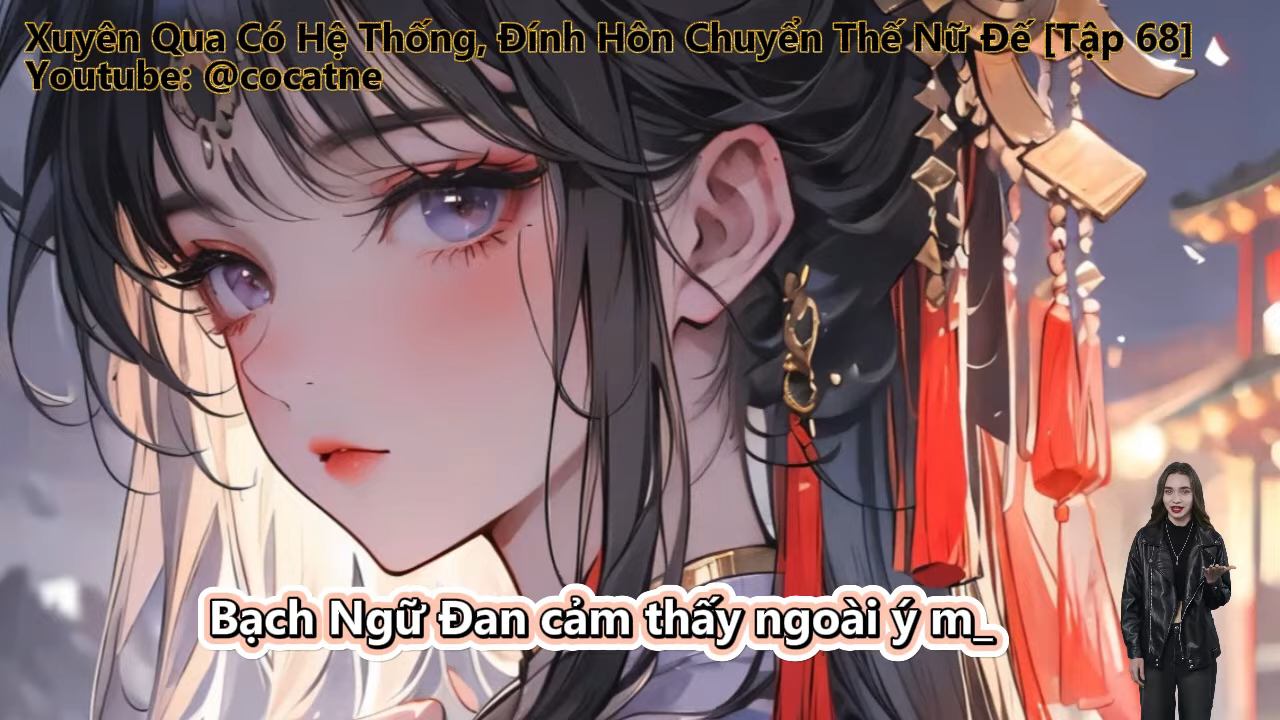 Xuyên Qua Có Hệ Thống, Đính Hôn Chuyển Thế Nữ Đế [Tập 68]
Youtube: @cocatne
Bạch Ngữ Đan cảm thấy ngoài ý m_